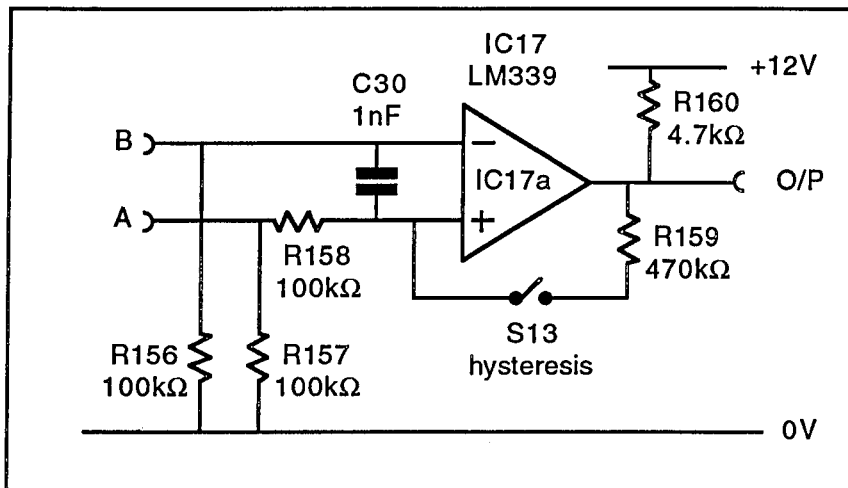 IC17
LM339
+12V
C30
1nF
R160
4.7kΩ
B
−
IC17a
O/P
A
+
R158
100kΩ
R159
470kΩ
S13
hysteresis
R156
100kΩ
R157
100kΩ
0V